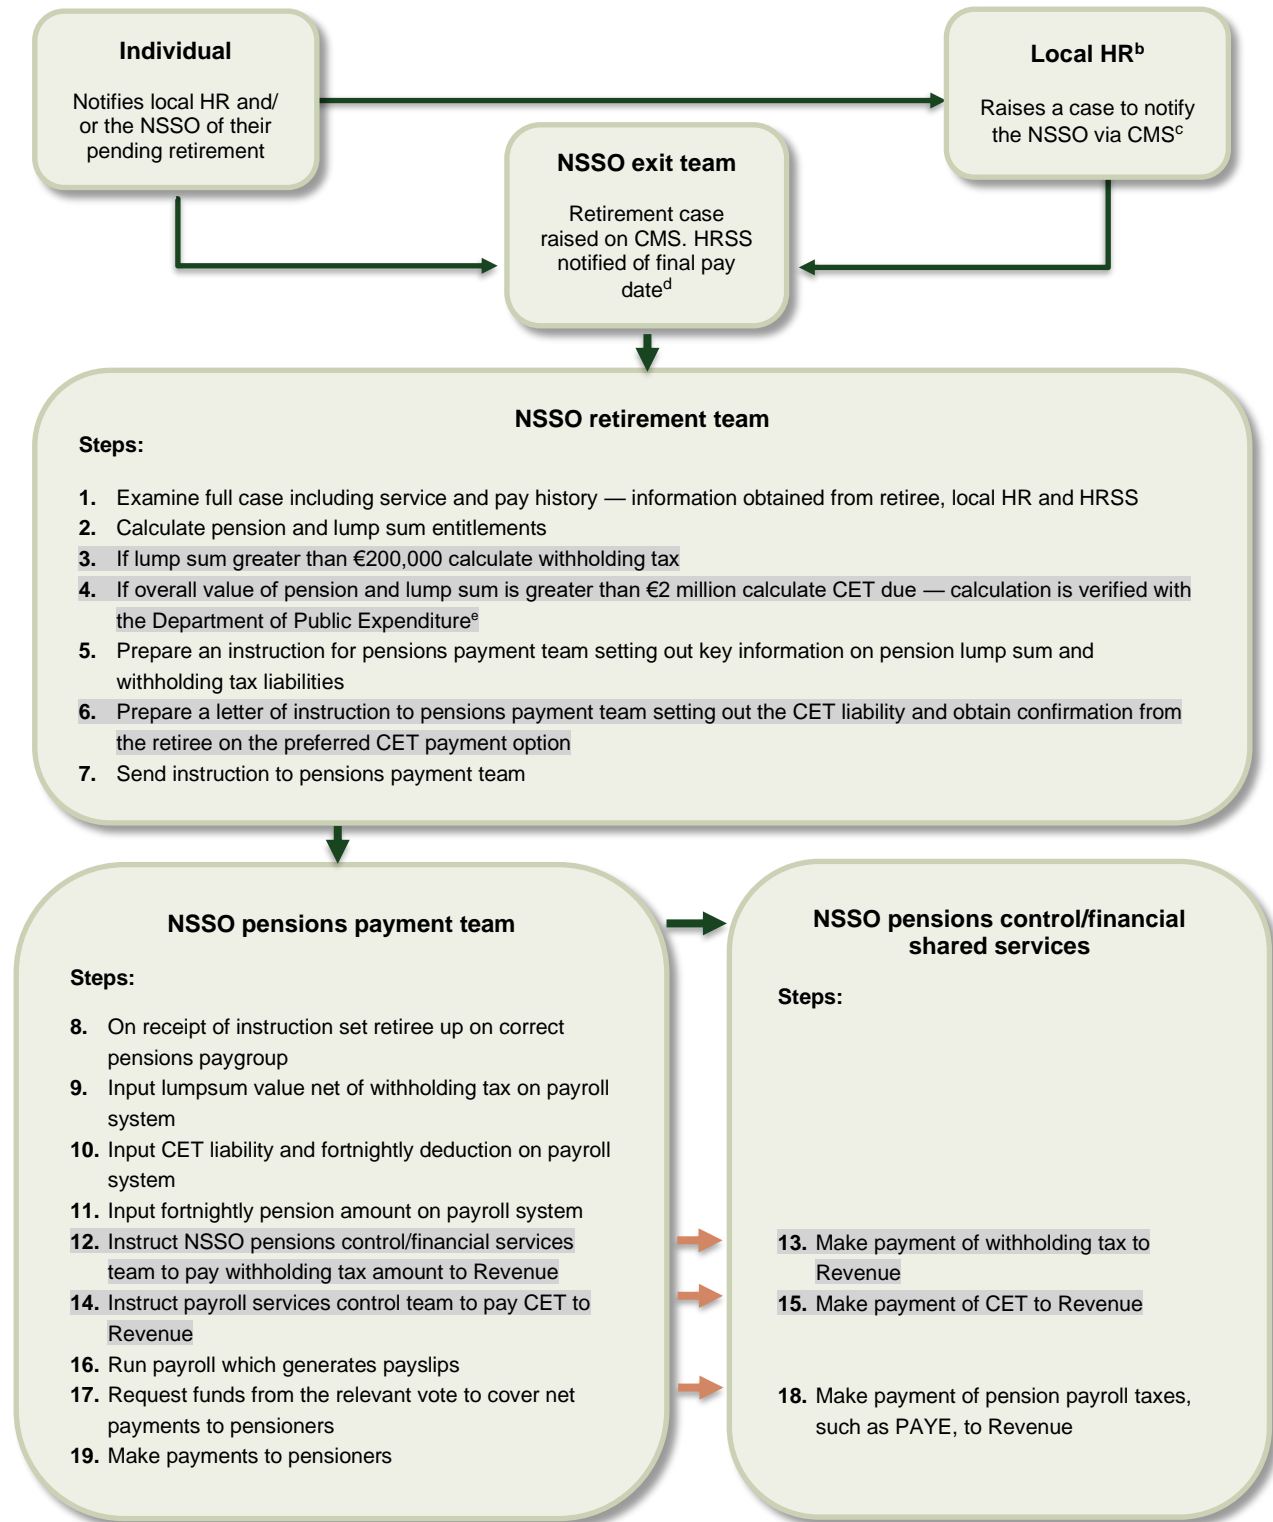 Individual
Notifies local HR and/
or the NSSO of their
pending retirement
Local HRᵇ
Raises a case to notify
the NSSO via CMSᶜ
NSSO exit team
Retirement case
raised on CMS. HRSS
notified of final pay
dateᵈ
NSSO retirement team
Steps:
1. Examine full case including service and pay history — information obtained from retiree, local HR and HRSS
2. Calculate pension and lump sum entitlements
3. If lump sum greater than €200,000 calculate withholding tax
4. If overall value of pension and lump sum is greater than €2 million calculate CET due — calculation is verified with
the Department of Public Expenditureᵉ
5. Prepare an instruction for pensions payment team setting out key information on pension lump sum and
withholding tax liabilities
6. Prepare a letter of instruction to pensions payment team setting out the CET liability and obtain confirmation from
the retiree on the preferred CET payment option
7. Send instruction to pensions payment team
NSSO pensions payment team
Steps:
8. On receipt of instruction set retiree up on correct
pensions paygroup
9. Input lumpsum value net of withholding tax on payroll
system
10. Input CET liability and fortnightly deduction on payroll
system
11. Input fortnightly pension amount on payroll system
12. Instruct NSSO pensions control/financial services
team to pay withholding tax amount to Revenue
14. Instruct payroll services control team to pay CET to
Revenue
16. Run payroll which generates payslips
17. Request funds from the relevant vote to cover net
payments to pensioners
19. Make payments to pensioners
NSSO pensions control/financial
shared services
Steps:
13. Make payment of withholding tax to
Revenue
15. Make payment of CET to Revenue
18. Make payment of pension payroll taxes,
such as PAYE, to Revenue